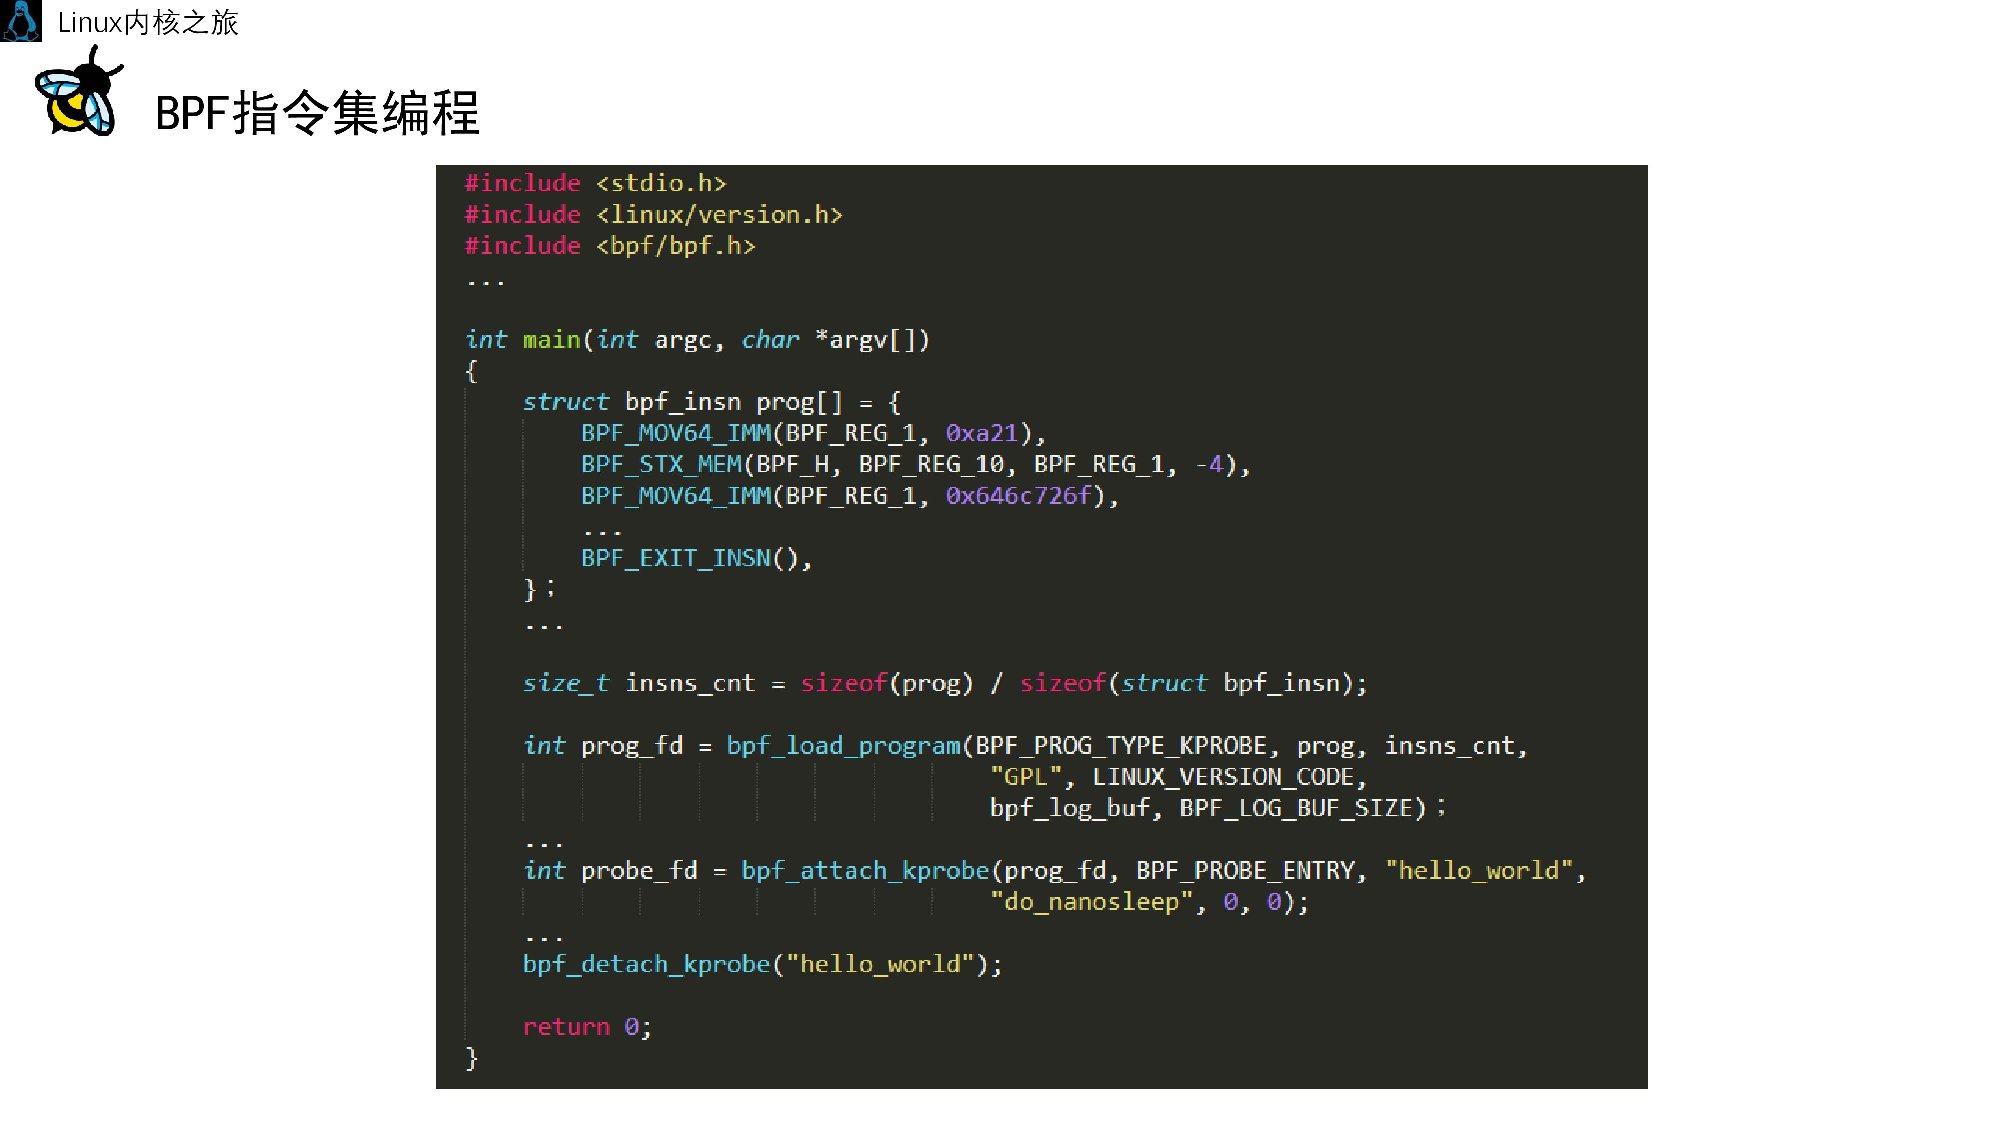 Linux内核之旅
BPF指令集编程
#include <stdio.h>
#include <linux/version.h>
#include <bpf/bpf.h>
...
int main(int argc, char *argv[])
{
    struct bpf_insn prog[] = {
        BPF_MOV64_IMM(BPF_REG_1, 0xa21),
        BPF_STX_MEM(BPF_H, BPF_REG_10, BPF_REG_1, -4),
        BPF_MOV64_IMM(BPF_REG_1, 0x646c726f),
        ...
        BPF_EXIT_INSN(),
    };
    ...
    size_t insns_cnt = sizeof(prog) / sizeof(struct bpf_insn);
    int prog_fd = bpf_load_program(BPF_PROG_TYPE_KPROBE, prog, insns_cnt,
                                "GPL", LINUX_VERSION_CODE,
                                bpf_log_buf, BPF_LOG_BUF_SIZE);
    ...
    int probe_fd = bpf_attach_kprobe(prog_fd, BPF_PROBE_ENTRY, "hello_world",
                                "do_nanosleep", 0, 0);
    ...
    bpf_detach_kprobe("hello_world");
    return 0;
}